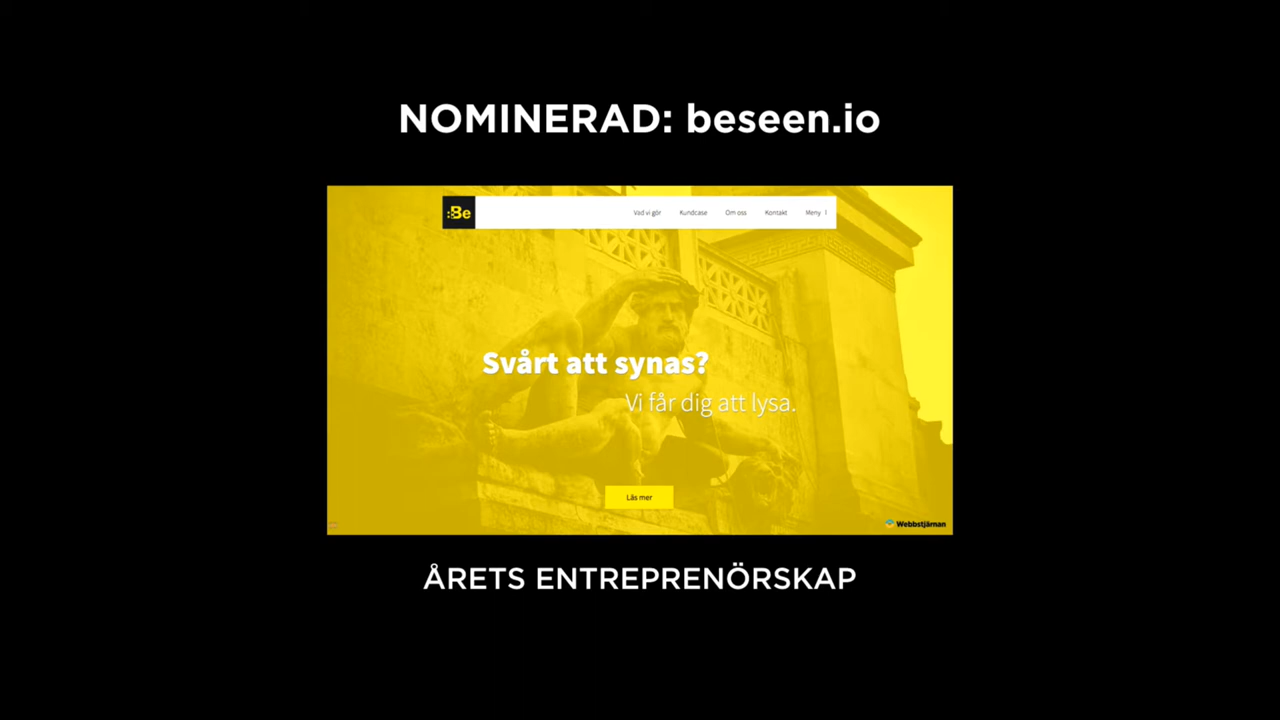 NOMINERAD: beseen.io
:Be
Vad vi gör Kundcase Om oss Kontakt Meny
Svårt att synas?
Vi får dig att lysa.
Läs mer
Webbstjärnan
ÅRETS ENTREPRENÖRSKAP